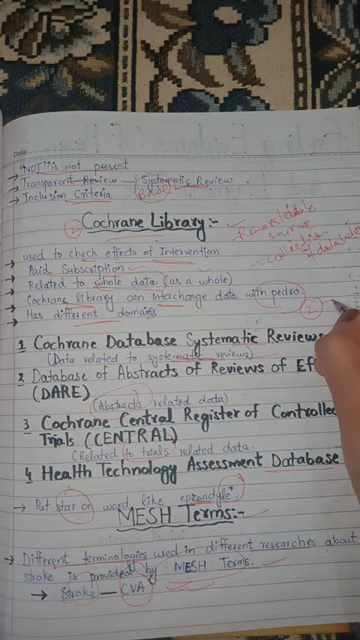 Date:
"NOT" is not present
→ Transparent Review — Systematic Review
→ Inclusion Criteria
② Cochrane Library:-
→ used to check effects of Intervention
→ Paid Subscription
→ Related to whole data (as a whole)
→ Cochrane library can interchange data with pedro
→ Has different domains
1 Cochrane Database Systematic Reviews
(Data related to systematic reviews)
2 Database of Abstracts of Reviews of Eff
(DARE)
(Abstracts related data)
3 Cochrane Central Register of Controlled
Trials (CENTRAL)
(Related to trials related data.
4 Health Technology Assessment Database
→ Put star on word like epicondyle*
MESH Terms:-
→ Different terminologies used in different researches about
stroke is provided by MESH Terms.
→ Stroke — CVA